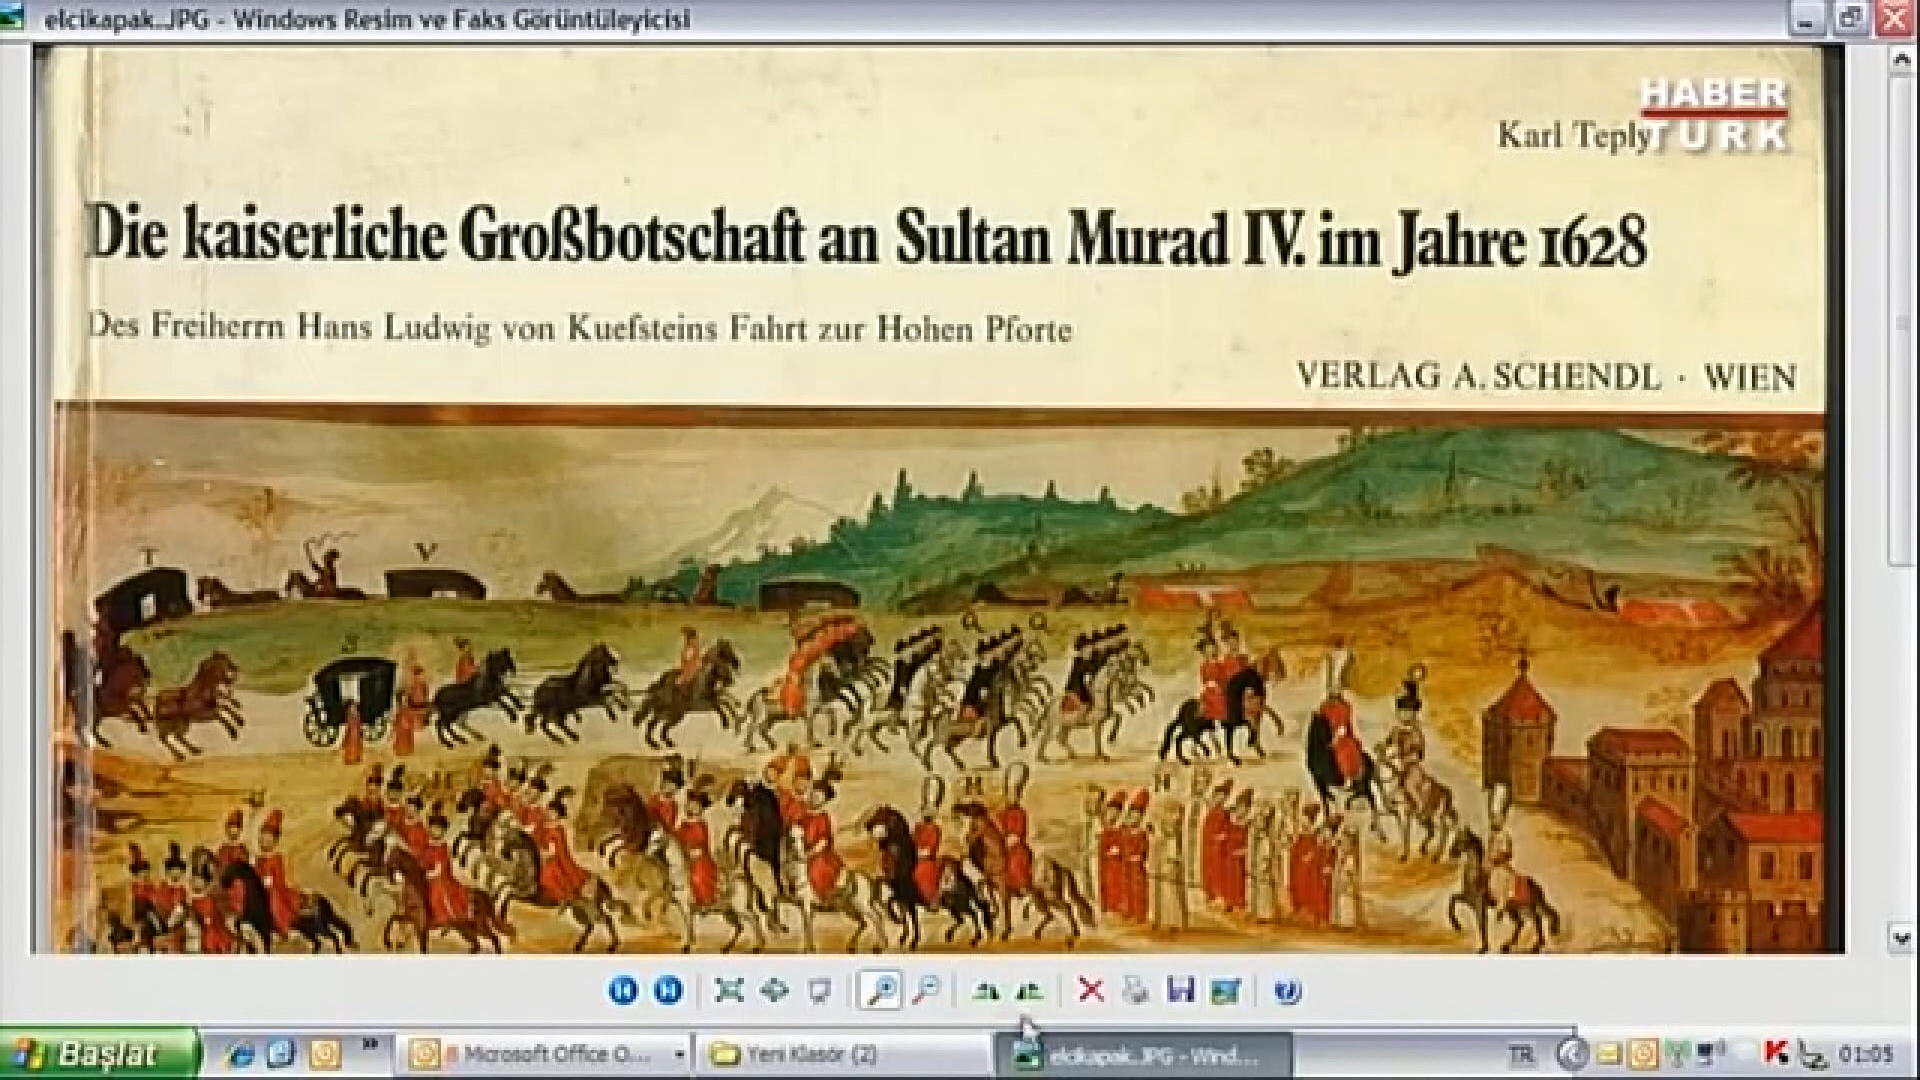 elcikapak.JPG - Windows Resim ve Faks Görüntüleyicisi
HABER
TURK
Karl Teply
Die kaiserliche Großbotschaft an Sultan Murad IV. im Jahre 1628
Des Freiherrn Hans Ludwig von Kuefsteins Fahrt zur Hohen Pforte
VERLAG A. SCHENDL · WIEN
T
V
S
Q
Q
H
H
Başlat
»
8 Microsoft Office O...
Yeni Klasör (2)
elcikapak.JPG - Wind...
TR
01:05